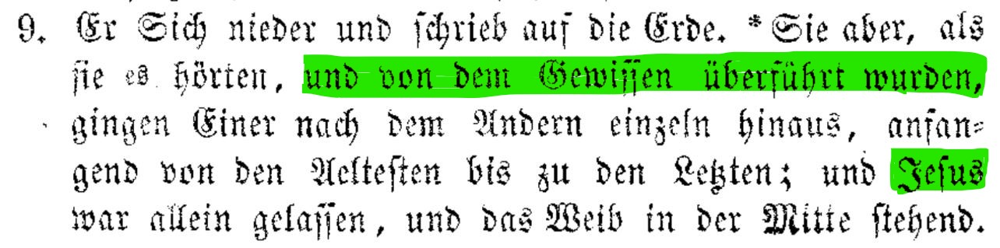 9. Er Sich nieder und ſchrieb auf die Erde. * Sie aber, als
ſie es hörten, und von dem Gewiſſen überführt wurden,
gingen Einer nach dem Andern einzeln hinaus, anfan⸗
gend von den Aelteſten bis zu den Letzten; und Jeſus
war allein gelaſſen, und das Weib in der Mitte ſtehend.